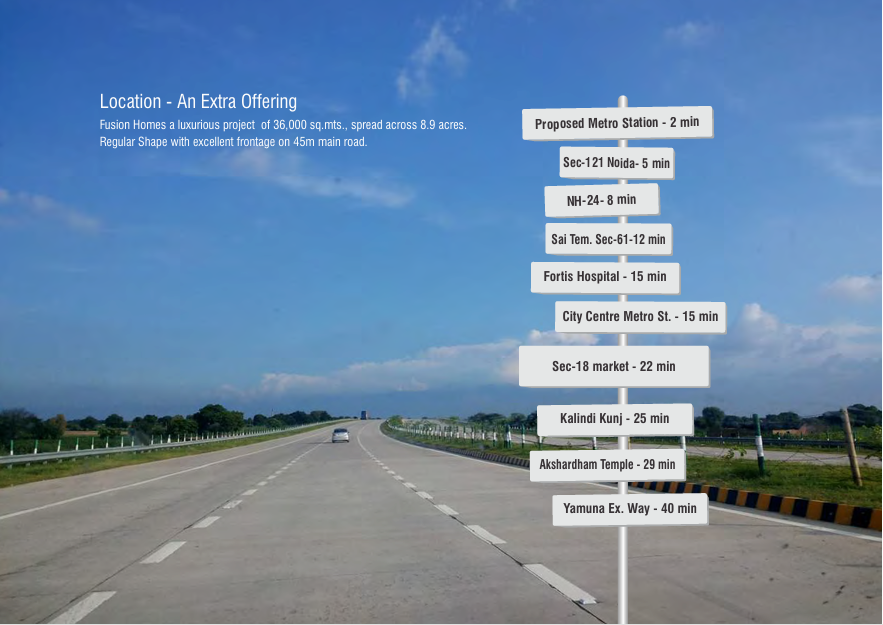 Location - An Extra Offering
Fusion Homes a luxurious project of 36,000 sq.mts., spread across 8.9 acres.
Regular Shape with excellent frontage on 45m main road.
Proposed Metro Station - 2 min
Sec-121 Noida- 5 min
NH-24- 8 min
Sai Tem. Sec-61-12 min
Fortis Hospital - 15 min
City Centre Metro St. - 15 min
Sec-18 market - 22 min
Kalindi Kunj - 25 min
Akshardham Temple - 29 min
Yamuna Ex. Way - 40 min